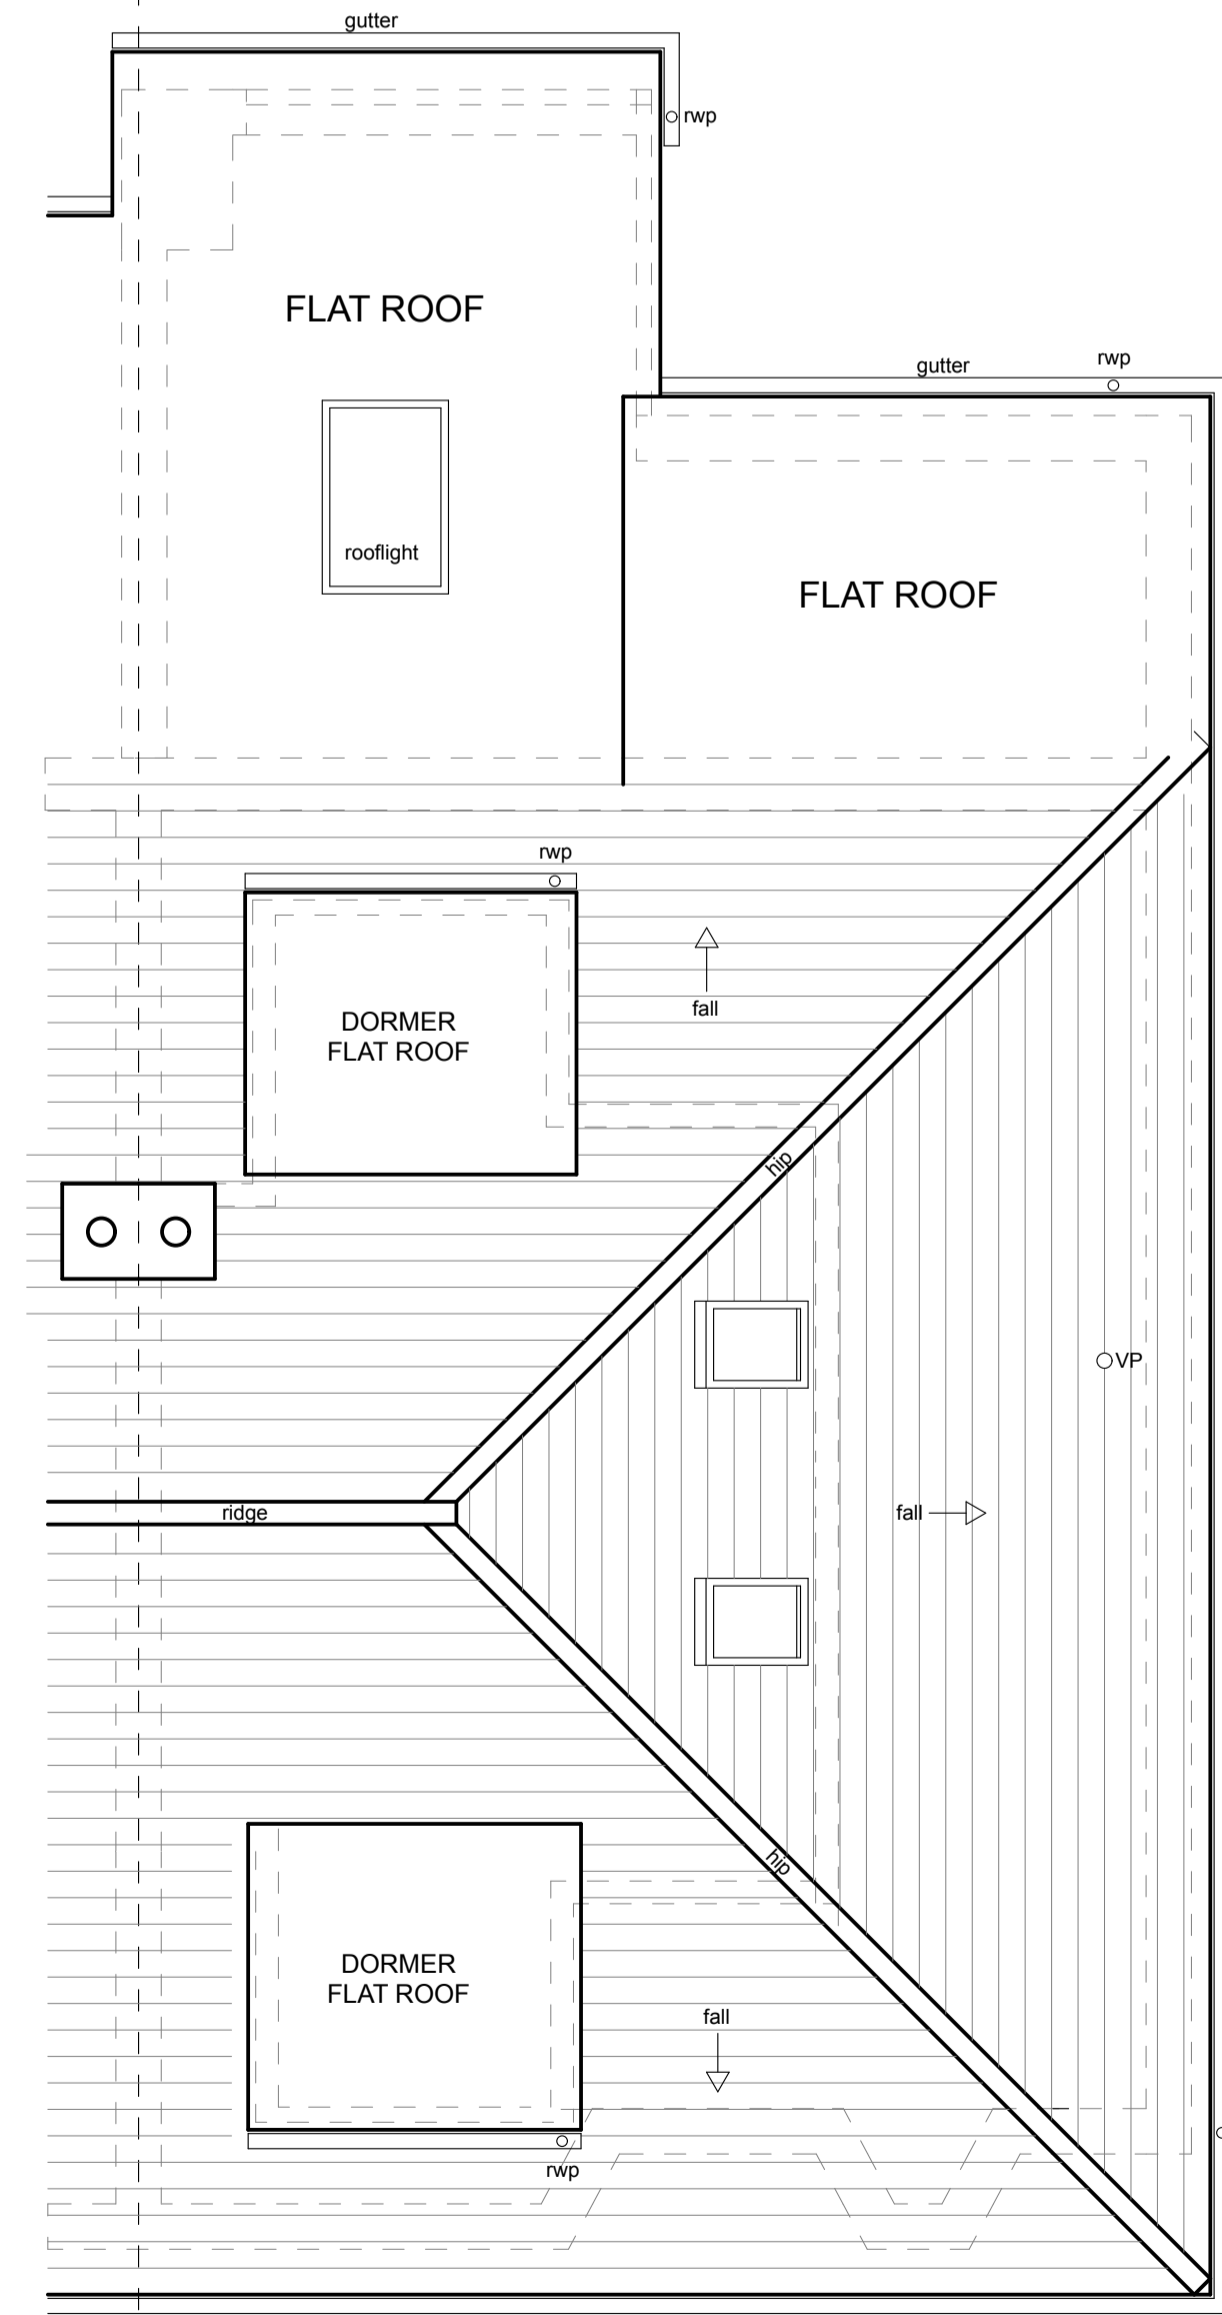 gutter
rwp
FLAT ROOF
gutter
rwp
rooflight
FLAT ROOF
rwp
fall
DORMER
FLAT ROOF
hip
VP
ridge
fall
hip
DORMER
FLAT ROOF
fall
rwp